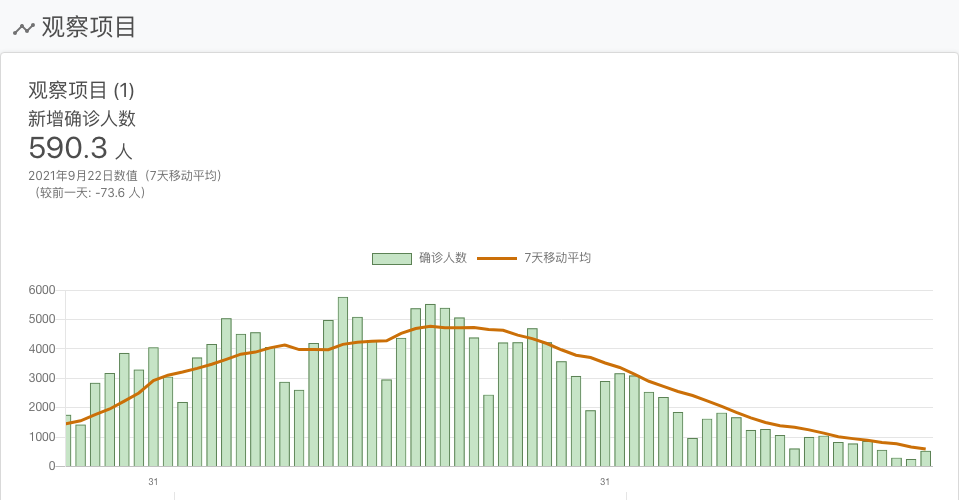 观察项目
观察项目 (1)
新增确诊人数
590.3 人
2021年9月22日数值（7天移动平均）
（较前一天: -73.6 人）
确诊人数 7天移动平均
6000
5000
4000
3000
2000
1000
0
31 31